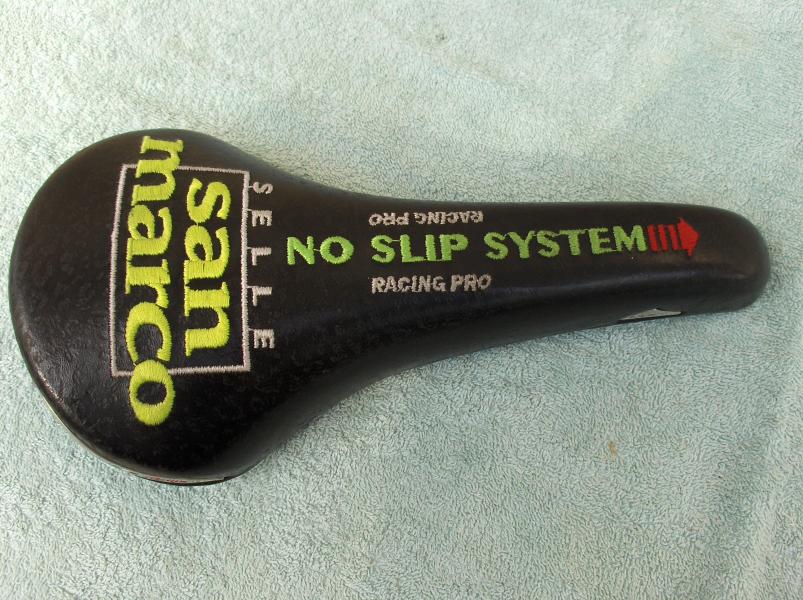 SELLE
san
marco
RACING PRO
NO SLIP SYSTEM
RACING PRO